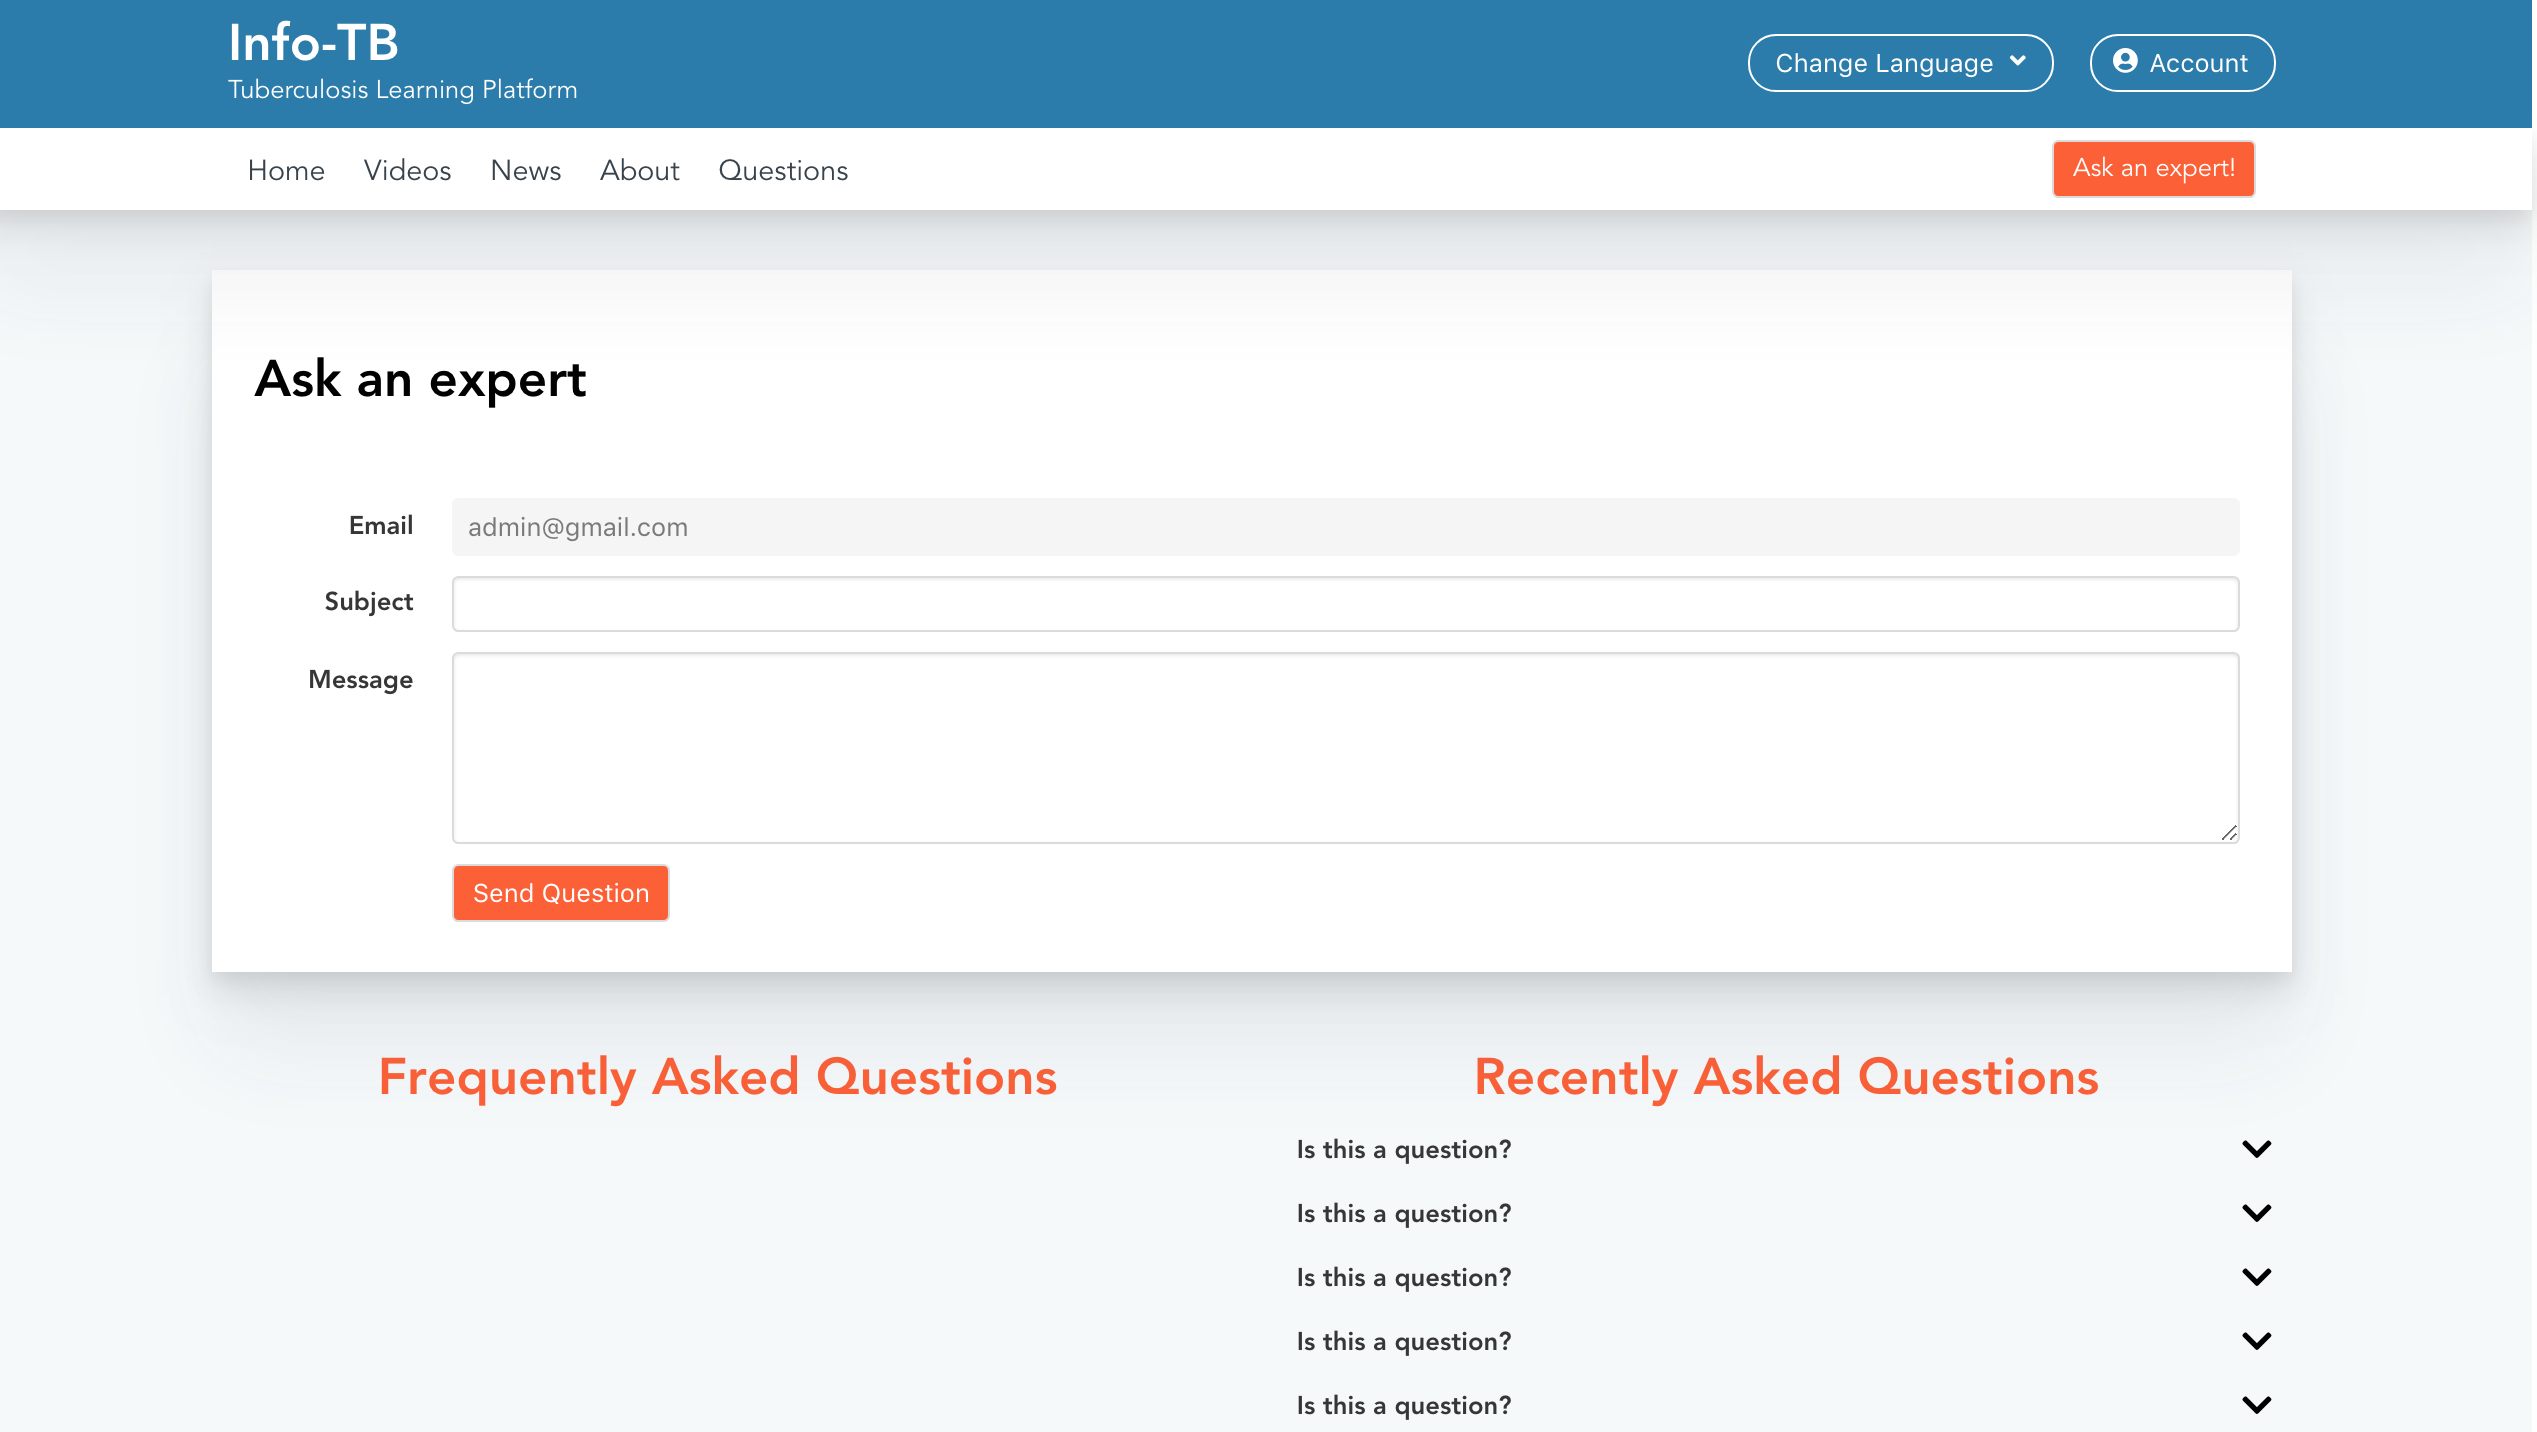 Info-TB
Tuberculosis Learning Platform
Change Language
Account
Home Videos News About Questions
Ask an expert!
Ask an expert
Email
admin@gmail.com
Subject
Message
Send Question
Frequently Asked Questions
Recently Asked Questions
Is this a question?
Is this a question?
Is this a question?
Is this a question?
Is this a question?